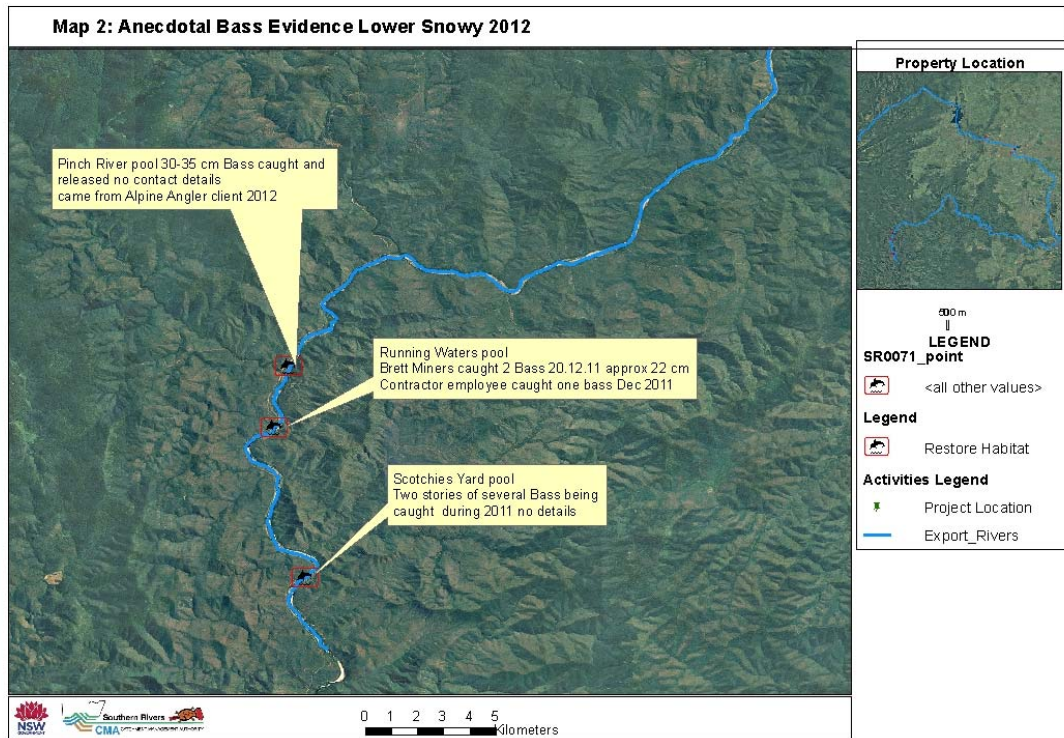 Map 2: Anecdotal Bass Evidence Lower Snowy 2012
Property Location
Pinch River pool 30-35 cm Bass caught and
released no contact details
came from Alpine Angler client 2012
Running Waters pool
Brett Miners caught 2 Bass 20.12.11 approx 22 cm
Contractor employee caught one bass Dec 2011
Scotchies Yard pool
Two stories of several Bass being
caught during 2011 no details
500 m
LEGEND
SR0071_point
<all other values>
Legend
Restore Habitat
Activities Legend
Project Location
Export_Rivers
NSW
GOVERNMENT
Southern Rivers
CMA CATCHMENT MANAGEMENT AUTHORITY
0 1 2 3 4 5
Kilometers